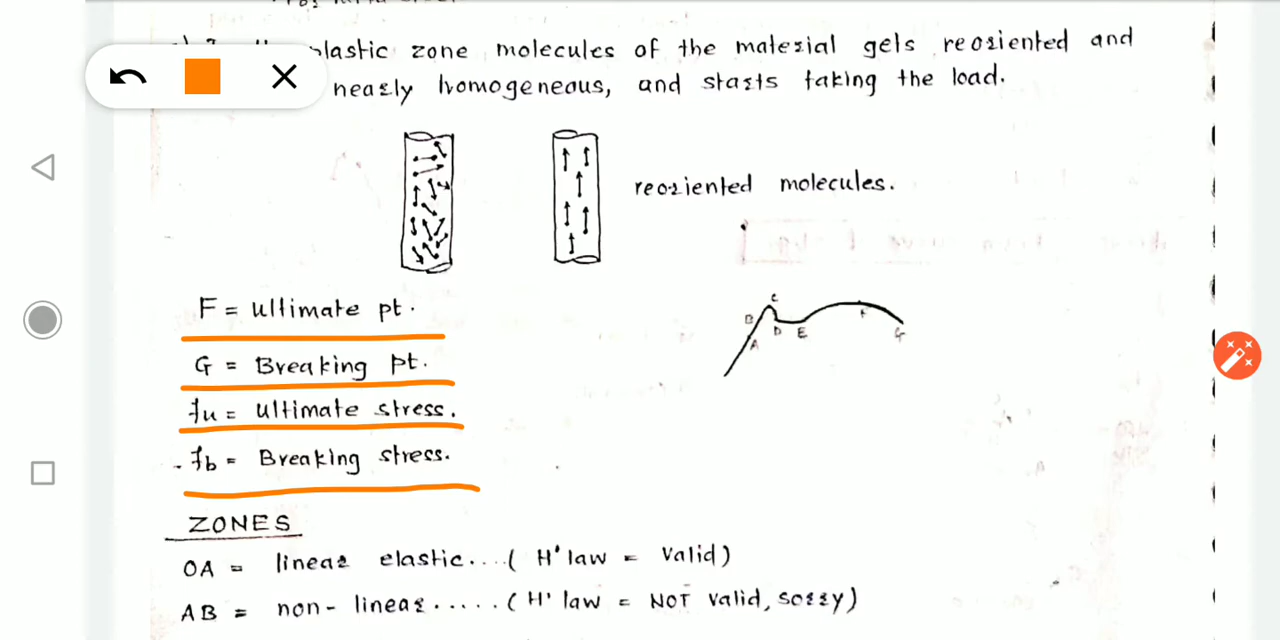 plastic zone molecules of the material gets reoriented and
nearly homogeneous, and starts taking the load.
reoriented molecules.
F = ultimate pt.
G = Breaking pt.
fu = ultimate stress.
fb = Breaking stress.
C
B
A
D
E
F
G
ZONES
OA = linear elastic...( H' law = Valid)
AB = non-linear.....( H' law = NOT valid, sorry)